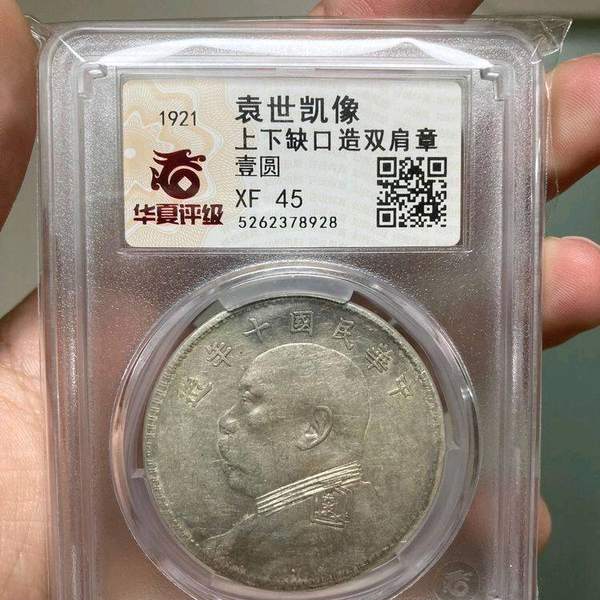 1921
华夏评级
袁世凯像
上下缺口造双肩章
壹圆
XF 45
5262378928
造年十國民華中